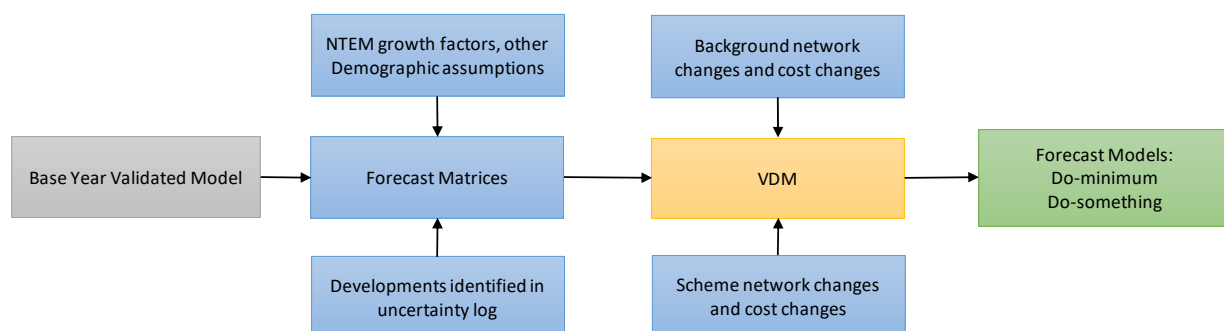 NTEM growth factors, other
Demographic assumptions
Background network
changes and cost changes
Base Year Validated Model
Forecast Matrices
VDM
Forecast Models:
Do-minimum
Do-something
Developments identified in
uncertainty log
Scheme network changes
and cost changes